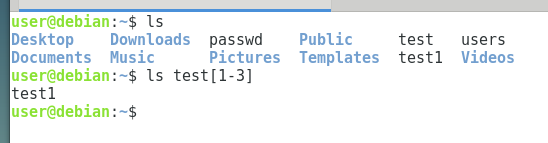 user@debian:~$ ls
Desktop    Downloads  passwd    Public     test   users
Documents  Music      Pictures  Templates  test1  Videos
user@debian:~$ ls test[1-3]
test1
user@debian:~$